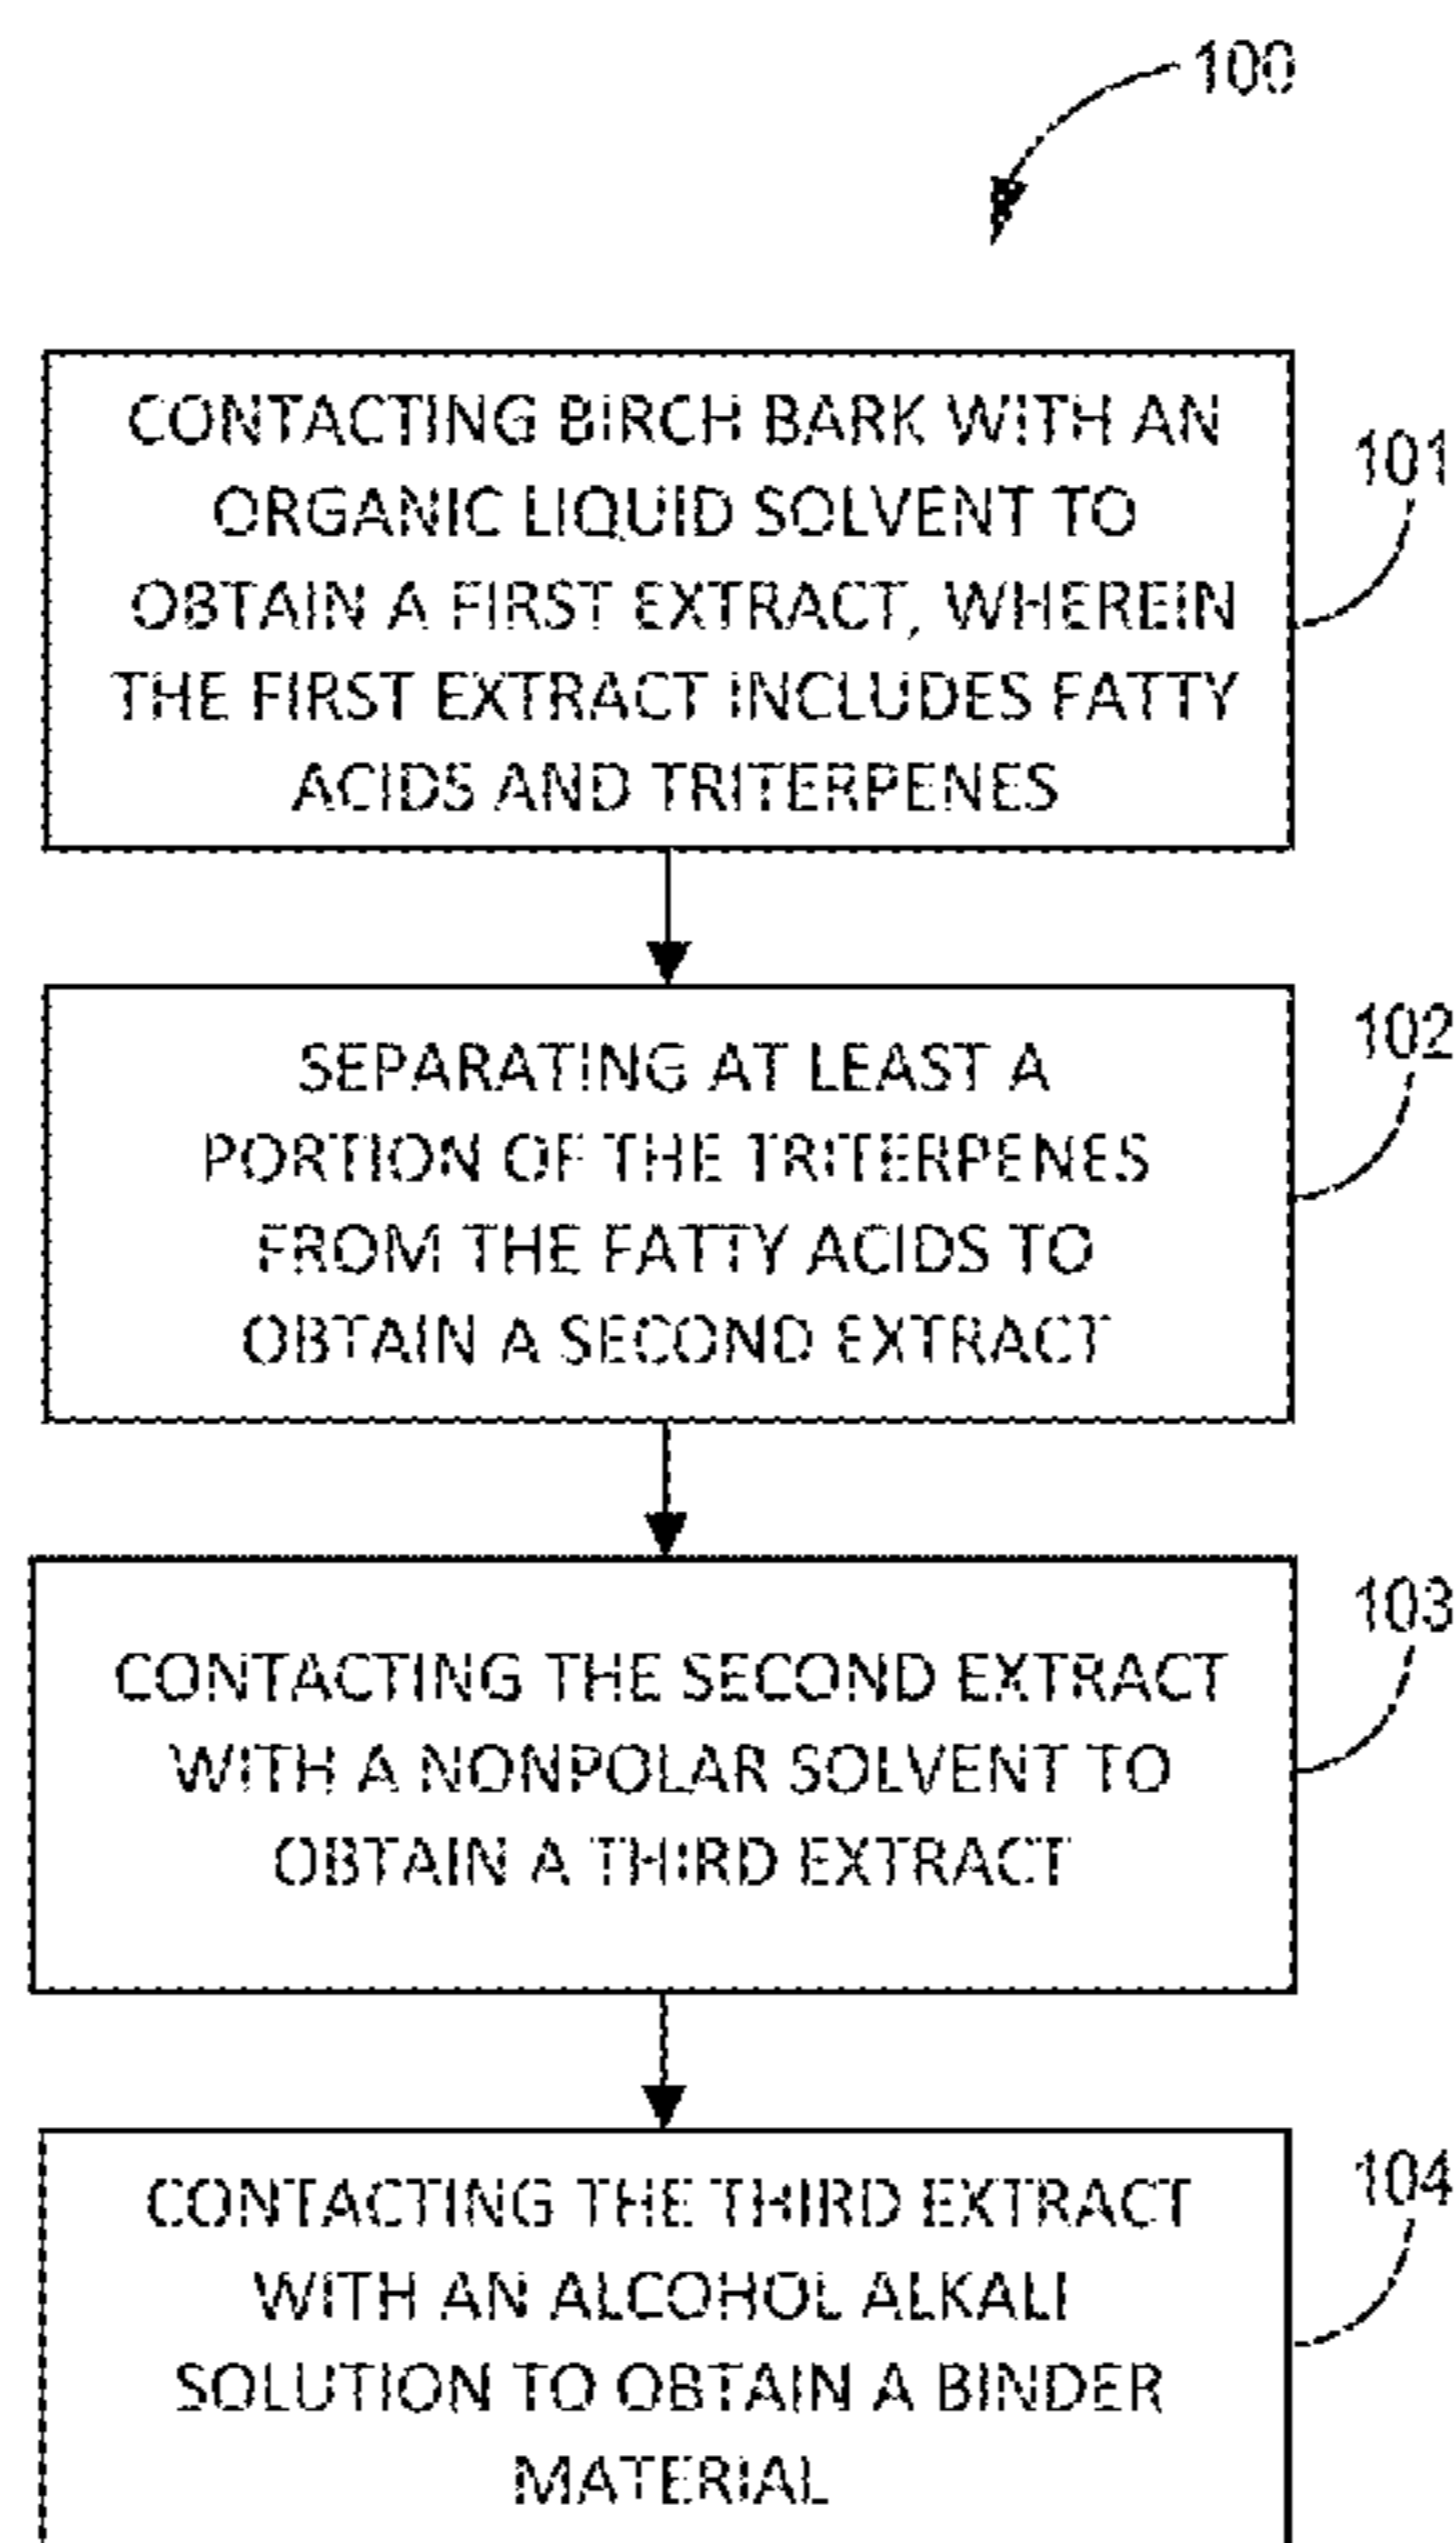 100
CONTACTING BIRCH BARK WITH AN
ORGANIC LIQUID SOLVENT TO
OBTAIN A FIRST EXTRACT, WHEREIN
THE FIRST EXTRACT INCLUDES FATTY
ACIDS AND TRITERPENES
101
SEPARATING AT LEAST A
PORTION OF THE TRITERPENES
FROM THE FATTY ACIDS TO
OBTAIN A SECOND EXTRACT
102
CONTACTING THE SECOND EXTRACT
WITH A NONPOLAR SOLVENT TO
OBTAIN A THIRD EXTRACT
103
CONTACTING THE THIRD EXTRACT
WITH AN ALCOHOL ALKALI
SOLUTION TO OBTAIN A BINDER
MATERIAL
104